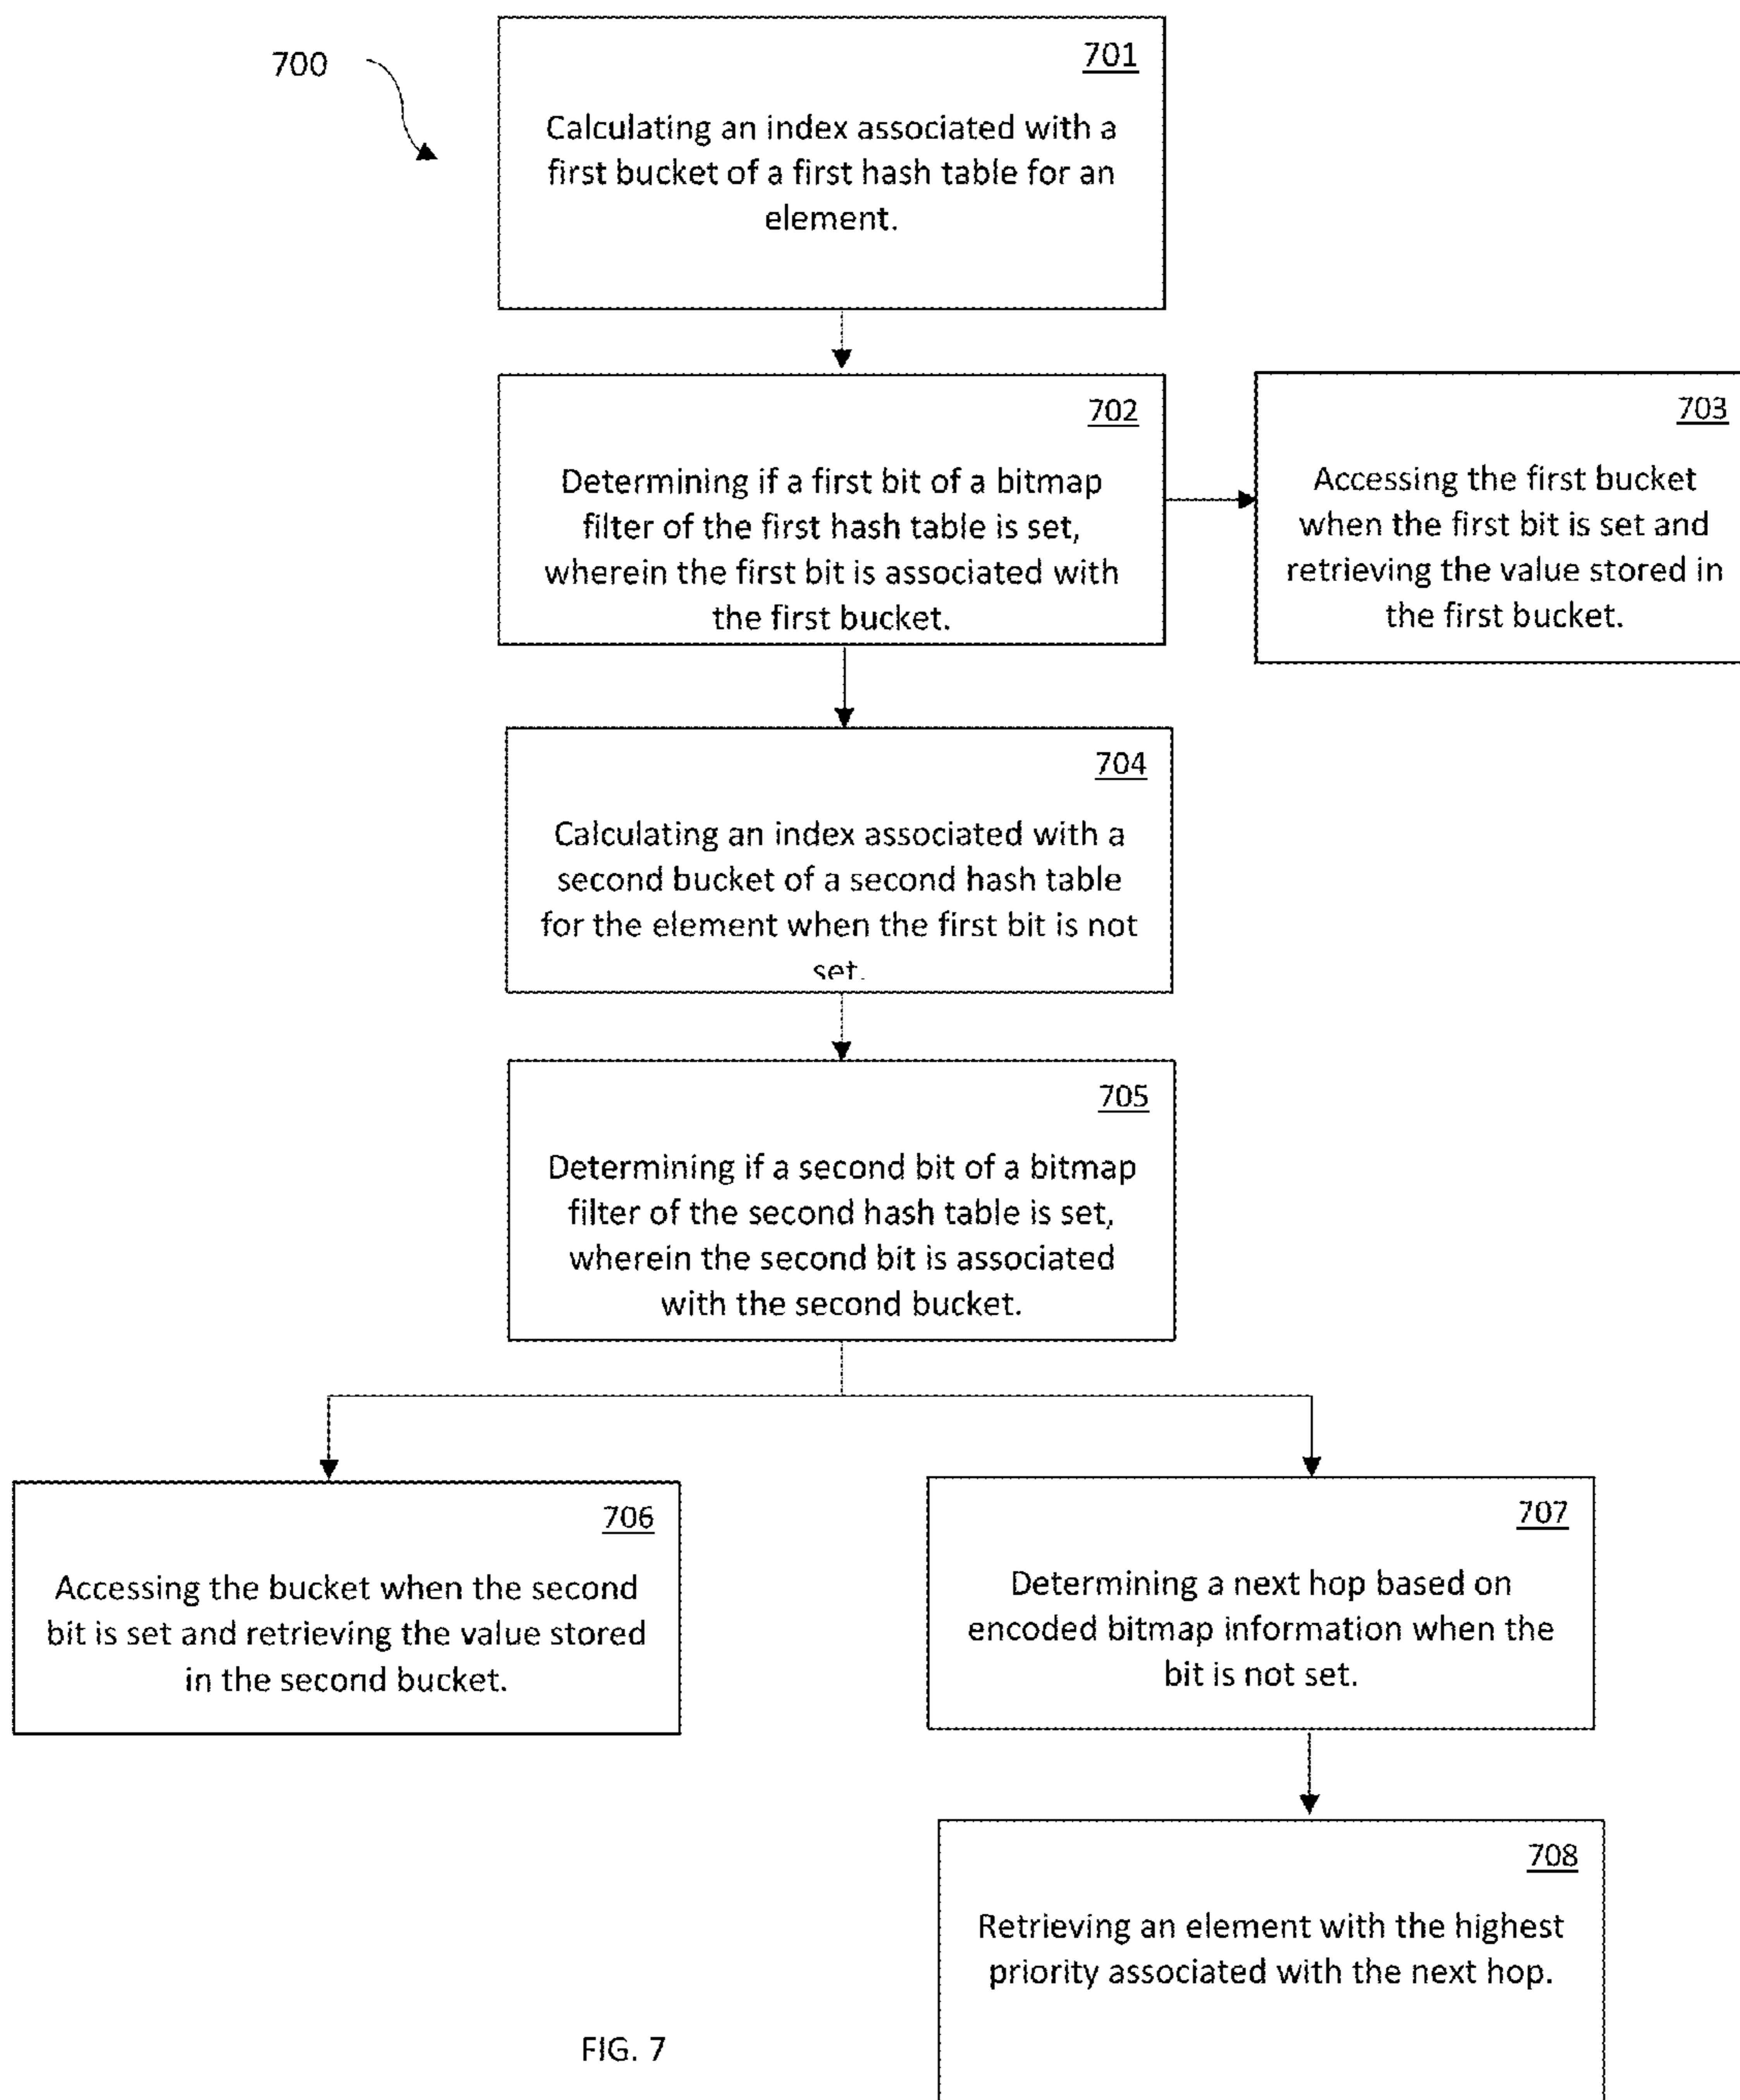 700
701
Calculating an index associated with a
first bucket of a first hash table for an
element.
702
Determining if a first bit of a bitmap
filter of the first hash table is set,
wherein the first bit is associated with
the first bucket.
703
Accessing the first bucket
when the first bit is set and
retrieving the value stored in
the first bucket.
704
Calculating an index associated with a
second bucket of a second hash table
for the element when the first bit is not
set.
705
Determining if a second bit of a bitmap
filter of the second hash table is set,
wherein the second bit is associated
with the second bucket.
706
Accessing the bucket when the second
bit is set and retrieving the value stored
in the second bucket.
707
Determining a next hop based on
encoded bitmap information when the
bit is not set.
708
Retrieving an element with the highest
priority associated with the next hop.
FIG. 7